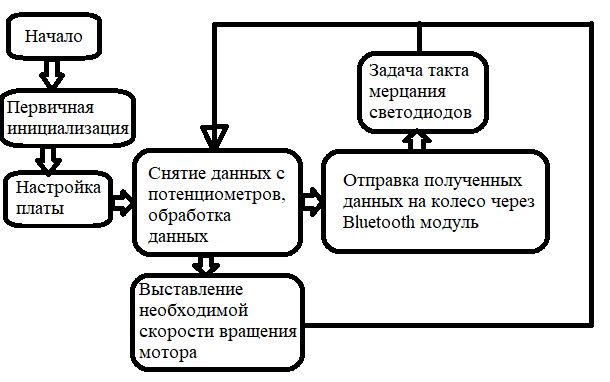 Начало
Первичная
инициализация
Настройка
платы
Снятие данных с
потенциометров,
обработка
данных
Отправка полученных
данных на колесо через
Bluetooth модуль
Задача такта
мерцания
светодиодов
Выставление
необходимой
скорости вращения
мотора